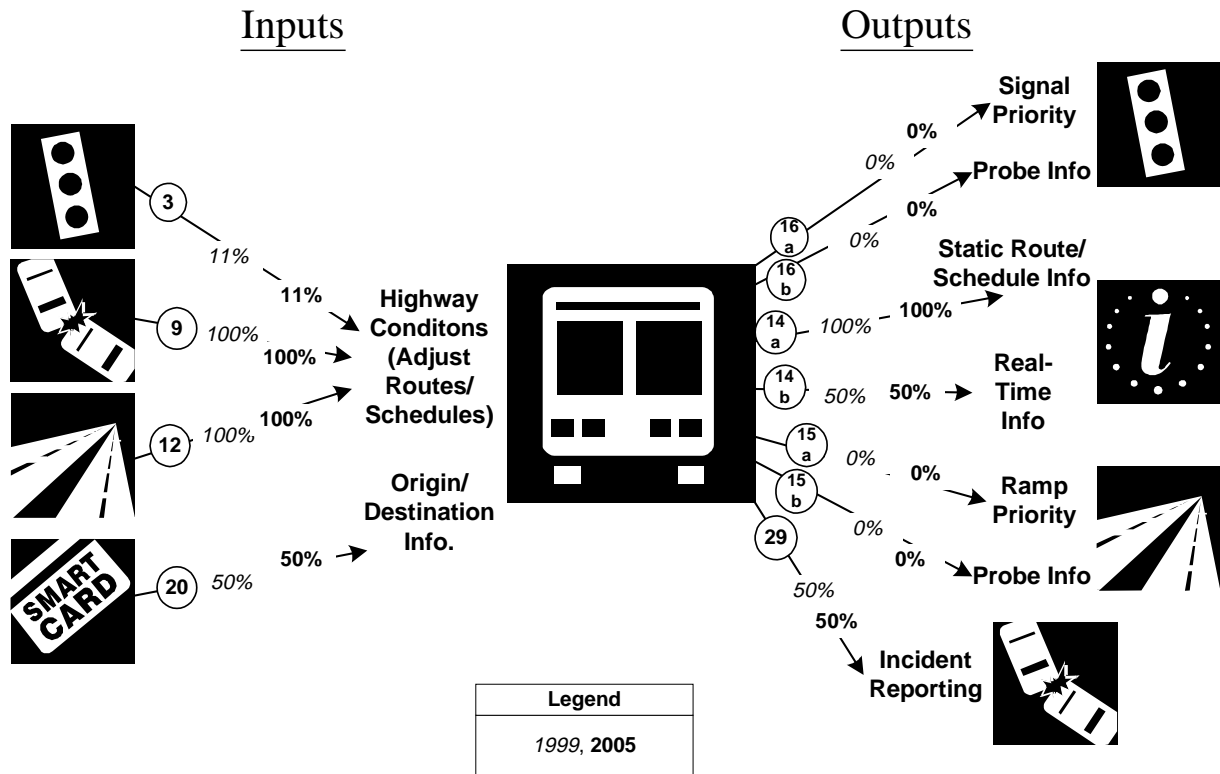 Inputs
Outputs
3
11%
11%
9
100%
100%
12
100%
100%
Highway
Conditons
(Adjust
Routes/
Schedules)
SMART
CARD
20
50%
50%
Origin/
Destination
Info.
16
a
0%
0%
Signal
Priority
16
b
0%
0%
Probe Info
14
a
100%
100%
Static Route/
Schedule Info
i
14
b
50%
50%
Real-
Time
Info
15
a
0%
0%
Ramp
Priority
15
b
0%
0%
Probe Info
29
50%
50%
Incident
Reporting
Legend
1999, 2005